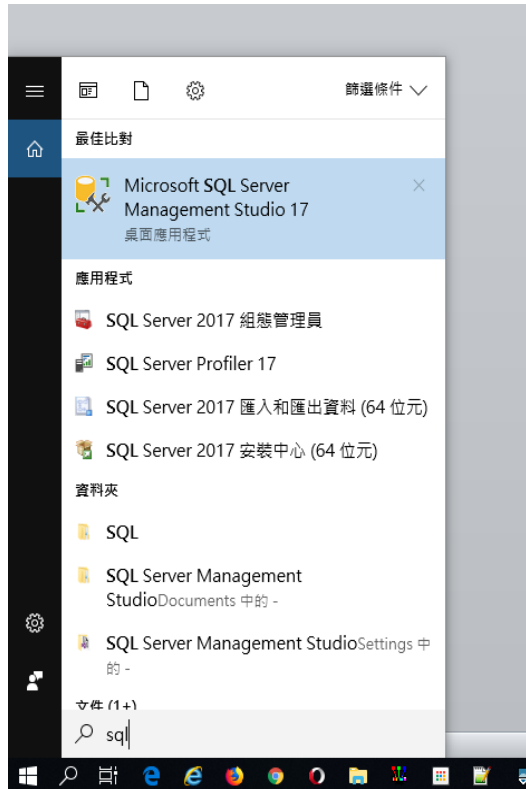 篩選條件
最佳比對
Microsoft SQL Server
Management Studio 17
桌面應用程式
應用程式
SQL Server 2017 組態管理員
SQL Server Profiler 17
SQL Server 2017 匯入和匯出資料 (64 位元)
SQL Server 2017 安裝中心 (64 位元)
資料夾
SQL
SQL Server Management
StudioDocuments 中的 -
SQL Server Management StudioSettings 中
的 -
文件 (1+)
sql